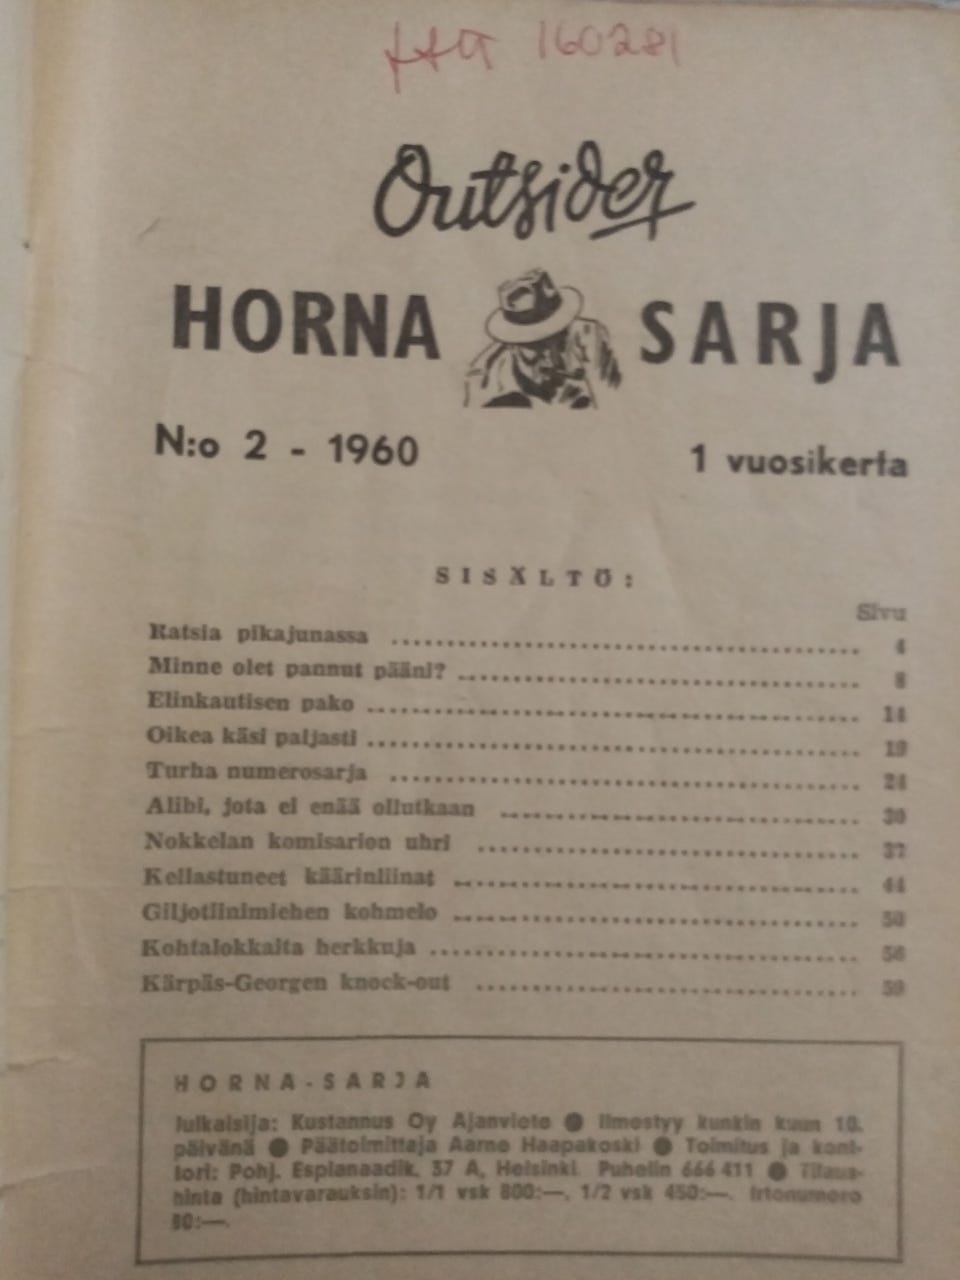 160281
Outsider
HORNA SARJA
N:o 2 - 1960 1 vuosikerta
SISÄLTÖ:
Sivu
Ratsia pikajunassa 4
Minne olet pannut pääni? 8
Elinkautisen pako 14
Oikea käsi paljasti 19
Turha numerosarja 24
Alibi, jota ei enää ollutkaan 30
Nokkelan komisarion uhri 37
Kellastuneet käärinliinat 44
Giljotiinimiehen kohmelo 50
Kohtalokkaita herkkuja 56
Kärpäs-Georgen knock-out 59
HORNA-SARJA
Julkaisija: Kustannus Oy Ajanviete ● Ilmestyy kunkin kuun 10.
päivänä ● Päätoimittaja Aarne Haapakoski ● Toimitus ja kont-
tori: Pohj. Esplanaadik. 37 A, Helsinki. Puhelin 666 411 ● Tilaus-
hinta (hintavarauksin): 1/1 vsk 800:—, 1/2 vsk 450:—. Irtonumero
80:—.